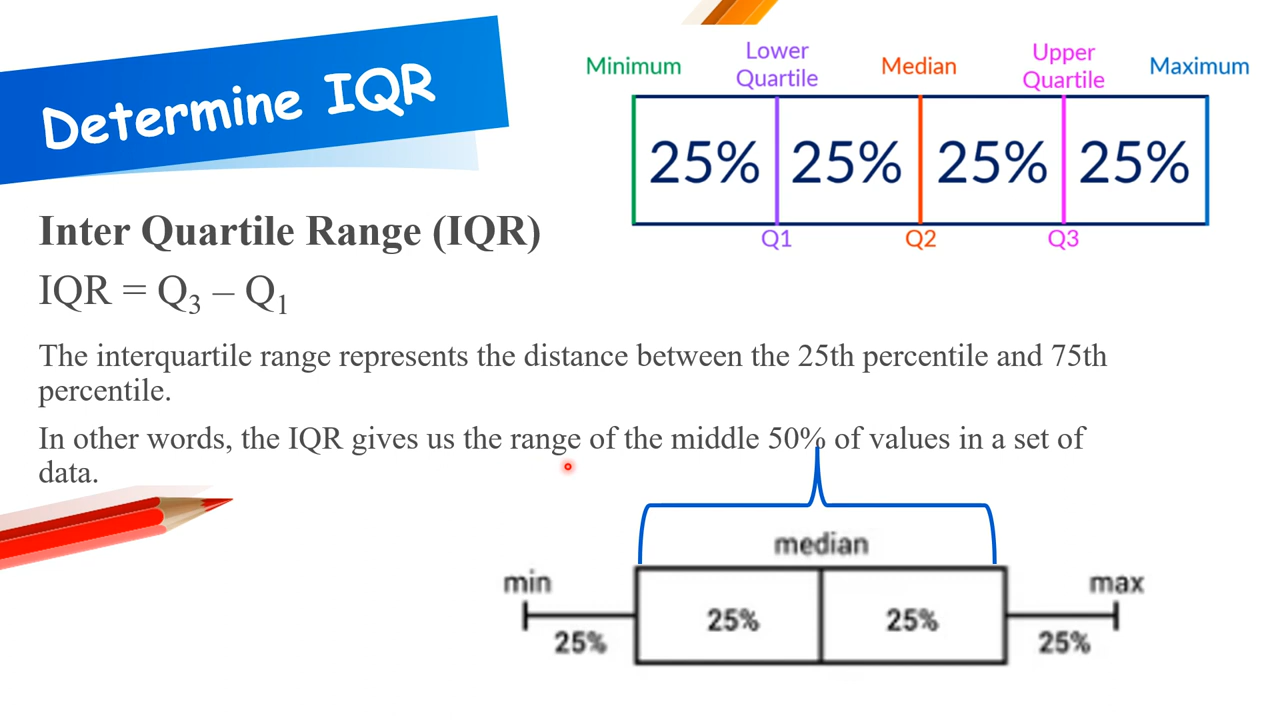 Determine IQR
Minimum
Lower
Quartile
Median
Upper
Quartile
Maximum
25% 25% 25% 25%
Q1 Q2 Q3
Inter Quartile Range (IQR)
IQR = Q₃ – Q₁
The interquartile range represents the distance between the 25th percentile and 75th
percentile.
In other words, the IQR gives us the range of the middle 50% of values in a set of
data.
median
min
max
25% 25% 25% 25%